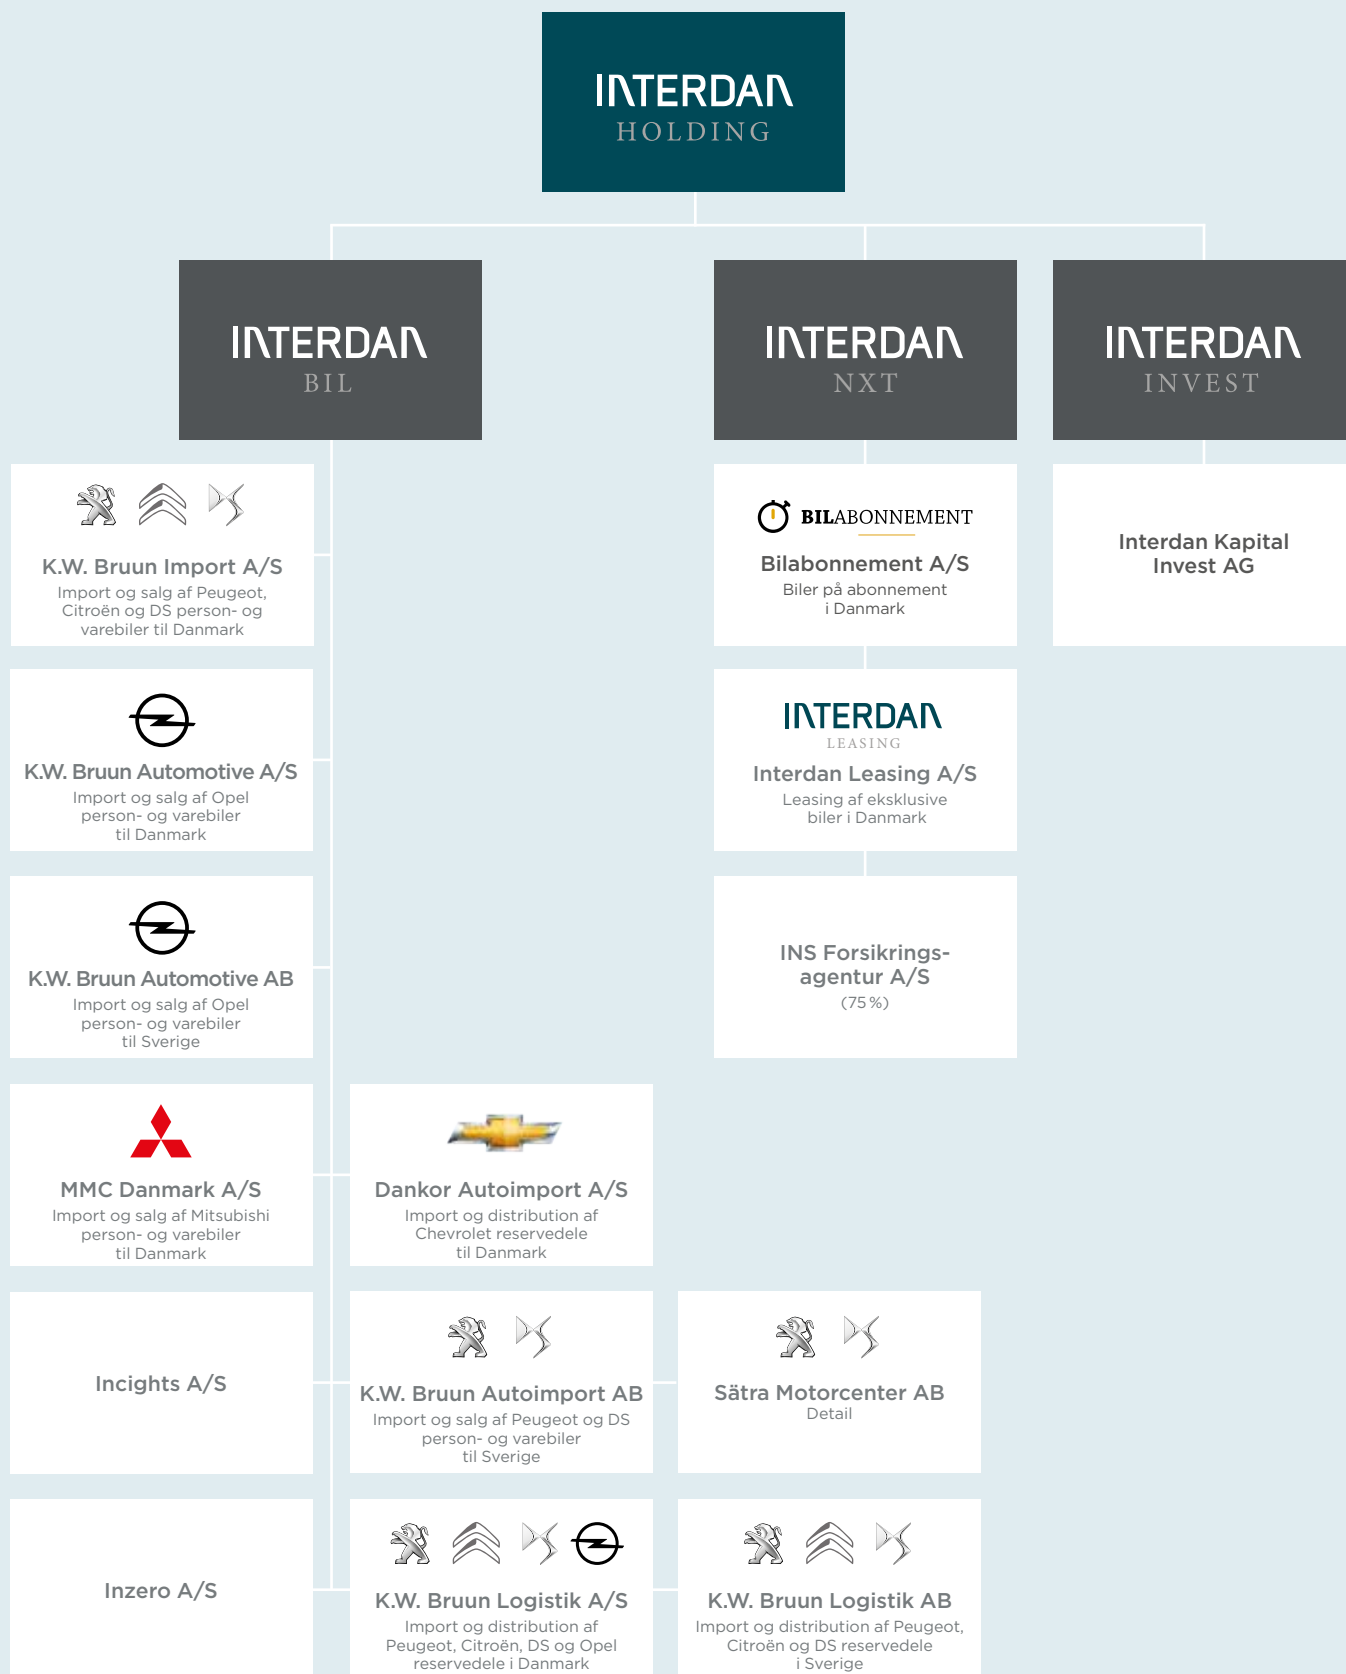 INTERDAN
HOLDING
INTERDAN
BIL
INTERDAN
NXT
INTERDAN
INVEST
K.W. Bruun Import A/S
Import og salg af Peugeot,
Citroën og DS person- og
varebiler til Danmark
BILABONNEMENT
Bilabonnement A/S
Biler på abonnement
i Danmark
Interdan Kapital
Invest AG
K.W. Bruun Automotive A/S
Import og salg af Opel
person- og varebiler
til Danmark
INTERDAN
LEASING
Interdan Leasing A/S
Leasing af eksklusive
biler i Danmark
K.W. Bruun Automotive AB
Import og salg af Opel
person- og varebiler
til Sverige
INS Forsikrings-
agentur A/S
(75 %)
MMC Danmark A/S
Import og salg af Mitsubishi
person- og varebiler
til Danmark
Dankor Autoimport A/S
Import og distribution af
Chevrolet reservedele
til Danmark
Incights A/S
K.W. Bruun Autoimport AB
Import og salg af Peugeot og DS
person- og varebiler
til Sverige
Sätra Motorcenter AB
Detail
Inzero A/S
K.W. Bruun Logistik A/S
Import og distribution af
Peugeot, Citroën, DS og Opel
reservedele i Danmark
K.W. Bruun Logistik AB
Import og distribution af Peugeot,
Citroën og DS reservedele
i Sverige